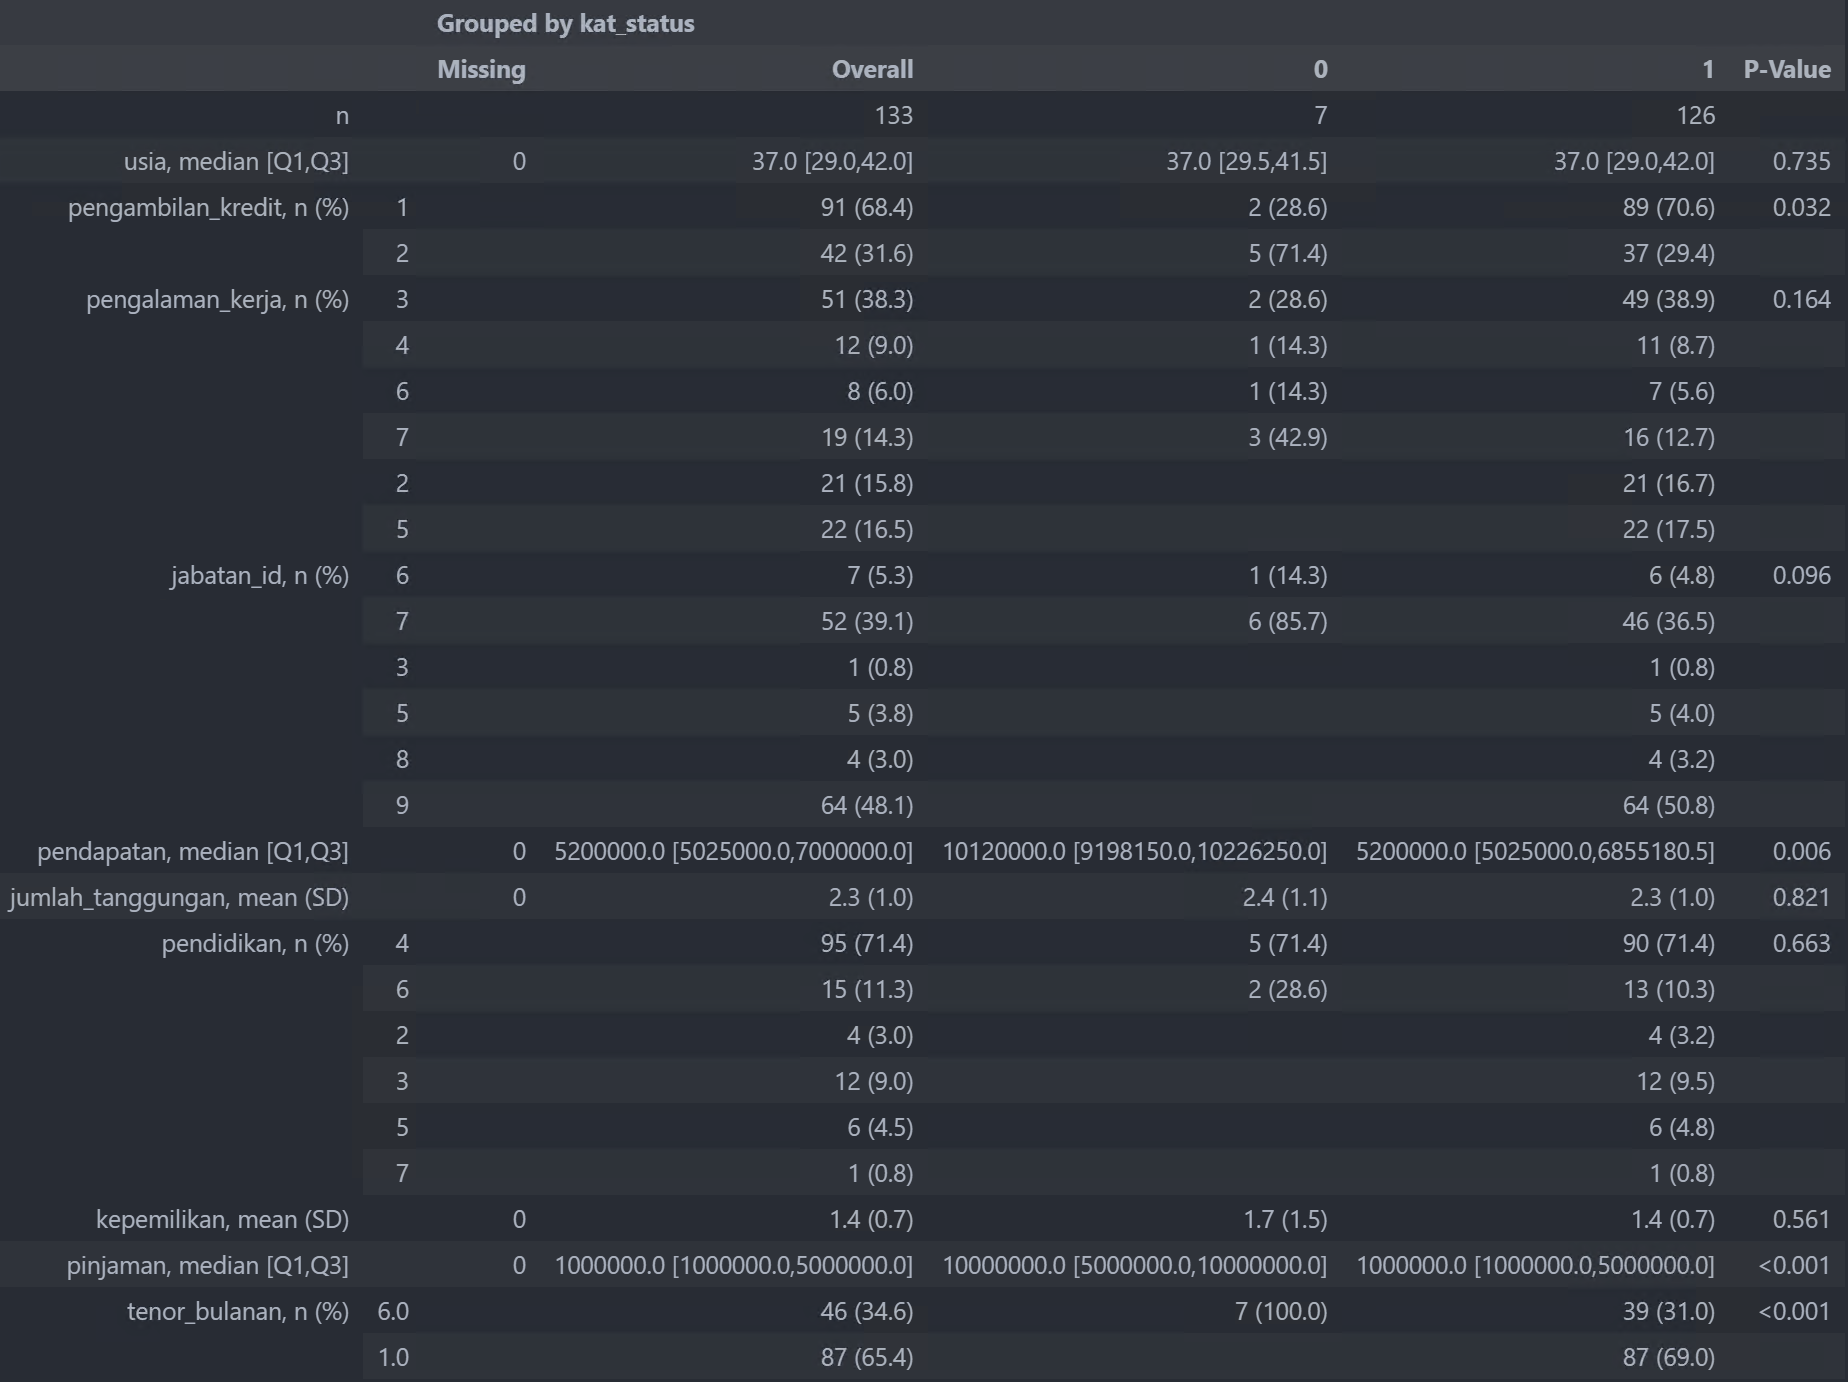 Grouped by kat_status
Missing Overall 0 1 P-Value
n 133 7 126
usia, median [Q1,Q3] 0 37.0 [29.0,42.0] 37.0 [29.5,41.5] 37.0 [29.0,42.0] 0.735
pengambilan_kredit, n (%) 1 91 (68.4) 2 (28.6) 89 (70.6) 0.032
2 42 (31.6) 5 (71.4) 37 (29.4)
pengalaman_kerja, n (%) 3 51 (38.3) 2 (28.6) 49 (38.9) 0.164
4 12 (9.0) 1 (14.3) 11 (8.7)
6 8 (6.0) 1 (14.3) 7 (5.6)
7 19 (14.3) 3 (42.9) 16 (12.7)
2 21 (15.8) 21 (16.7)
5 22 (16.5) 22 (17.5)
jabatan_id, n (%) 6 7 (5.3) 1 (14.3) 6 (4.8) 0.096
7 52 (39.1) 6 (85.7) 46 (36.5)
3 1 (0.8) 1 (0.8)
5 5 (3.8) 5 (4.0)
8 4 (3.0) 4 (3.2)
9 64 (48.1) 64 (50.8)
pendapatan, median [Q1,Q3] 0 5200000.0 [5025000.0,7000000.0] 10120000.0 [9198150.0,10226250.0] 5200000.0 [5025000.0,6855180.5] 0.006
jumlah_tanggungan, mean (SD) 0 2.3 (1.0) 2.4 (1.1) 2.3 (1.0) 0.821
pendidikan, n (%) 4 95 (71.4) 5 (71.4) 90 (71.4) 0.663
6 15 (11.3) 2 (28.6) 13 (10.3)
2 4 (3.0) 4 (3.2)
3 12 (9.0) 12 (9.5)
5 6 (4.5) 6 (4.8)
7 1 (0.8) 1 (0.8)
kepemilikan, mean (SD) 0 1.4 (0.7) 1.7 (1.5) 1.4 (0.7) 0.561
pinjaman, median [Q1,Q3] 0 1000000.0 [1000000.0,5000000.0] 10000000.0 [5000000.0,10000000.0] 1000000.0 [1000000.0,5000000.0] <0.001
tenor_bulanan, n (%) 6.0 46 (34.6) 7 (100.0) 39 (31.0) <0.001
1.0 87 (65.4) 87 (69.0)